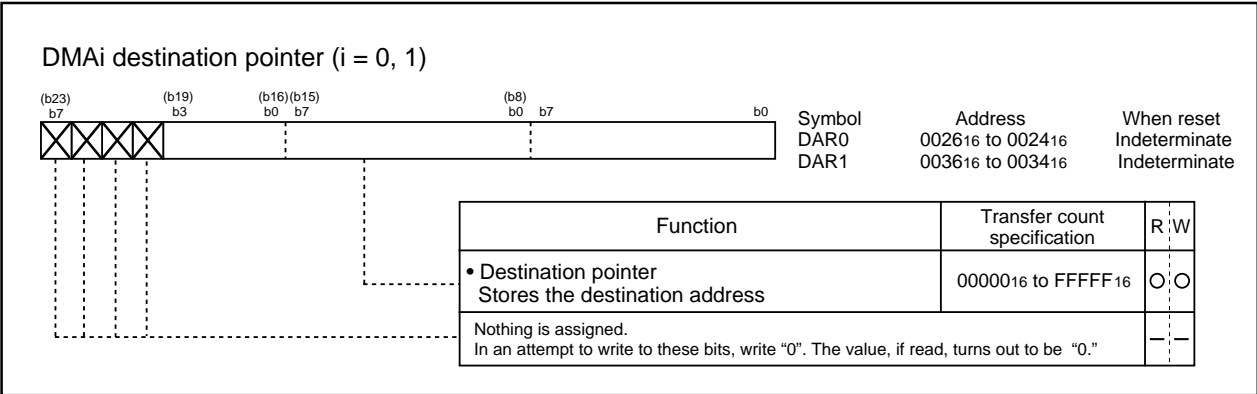 DMAi destination pointer (i = 0, 1)
(b23) (b19) (b16)(b15) (b8)
b7 b3 b0 b7 b0 b7 b0
Symbol Address When reset
DAR0 002616 to 002416 Indeterminate
DAR1 003616 to 003416 Indeterminate
Function Transfer count specification R W
• Destination pointer
Stores the destination address 0000016 to FFFFF16 O O
Nothing is assigned.
In an attempt to write to these bits, write “0”. The value, if read, turns out to be “0.” – –